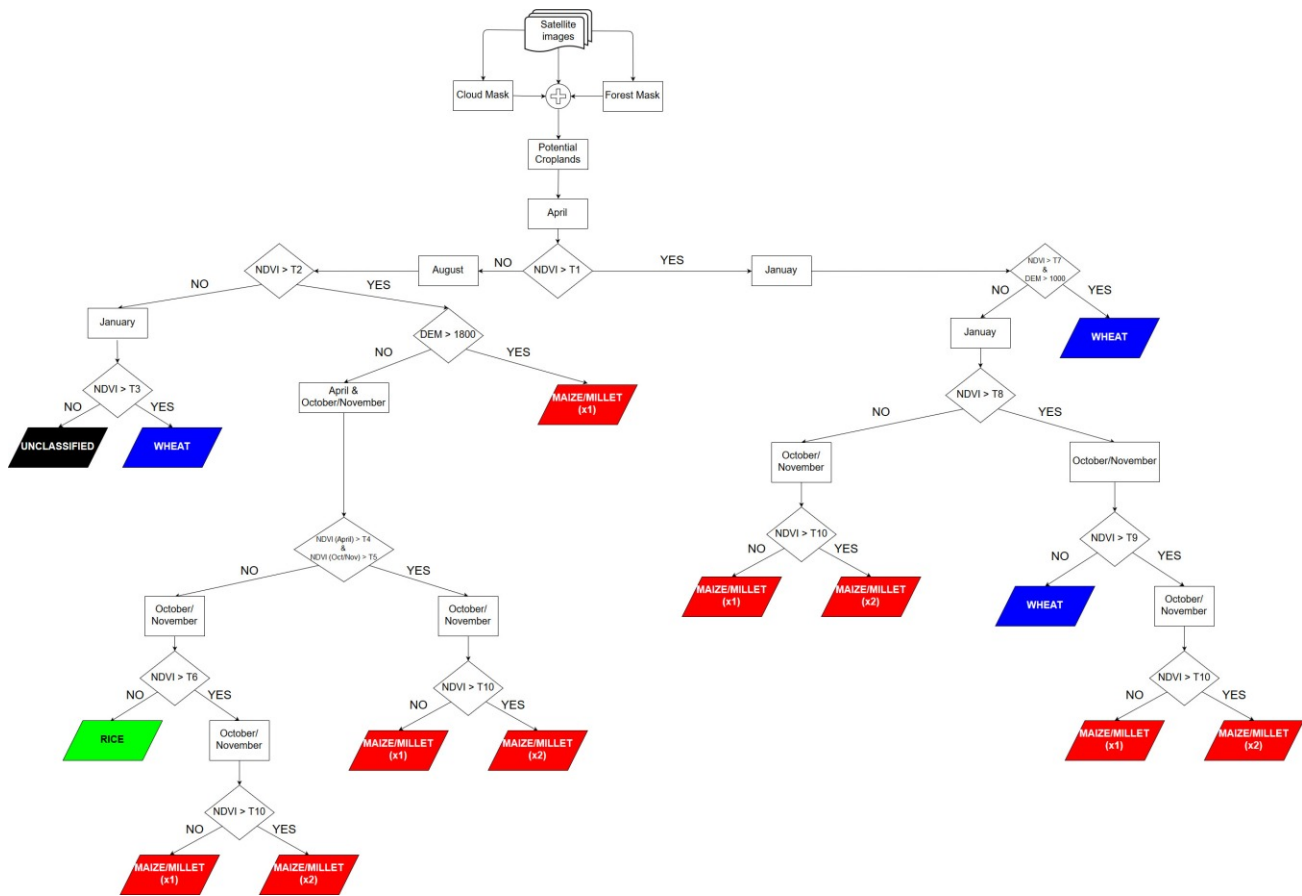 Satellite
images
Cloud Mask
Forest Mask
Potential
Croplands
April
NDVI > T1
NO
YES
August
NDVI > T2
NO
YES
January
NDVI > T3
NO
YES
UNCLASSIFIED
WHEAT
DEM > 1800
NO
YES
MAIZE/MILLET
(x1)
April &
October/November
NDVI (April) > T4
&
NDVI (Oct/Nov) > T5
NO
YES
October/
November
NDVI > T6
NO
YES
RICE
October/
November
NDVI > T10
NO
YES
MAIZE/MILLET
(x1)
MAIZE/MILLET
(x2)
October/
November
NDVI > T10
NO
YES
MAIZE/MILLET
(x1)
MAIZE/MILLET
(x2)
Januay
NDVI > T7
&
DEM > 1000
NO
YES
WHEAT
Januay
NDVI > T8
NO
YES
October/
November
NDVI > T10
NO
YES
MAIZE/MILLET
(x1)
MAIZE/MILLET
(x2)
October/November
NDVI > T9
NO
YES
WHEAT
October/
November
NDVI > T10
NO
YES
MAIZE/MILLET
(x1)
MAIZE/MILLET
(x2)